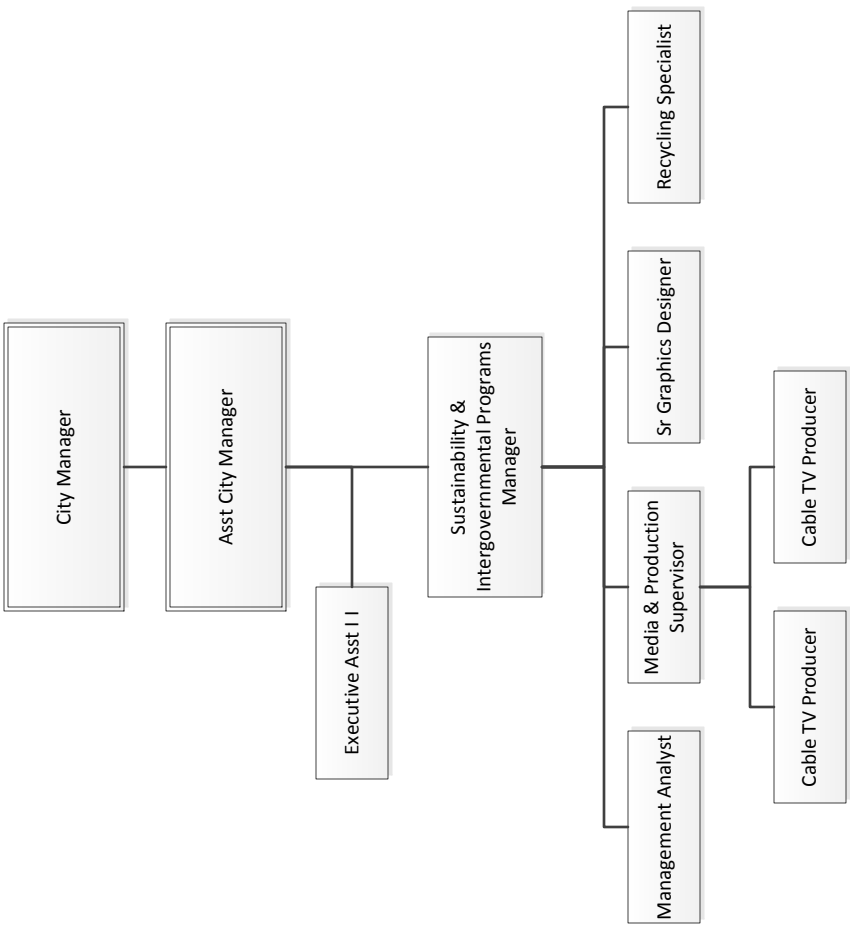 City Manager
Asst City Manager
Executive Asst I I
Sustainability &
Intergovernmental Programs
Manager
Management Analyst
Media & Production
Supervisor
Sr Graphics Designer
Recycling Specialist
Cable TV Producer
Cable TV Producer